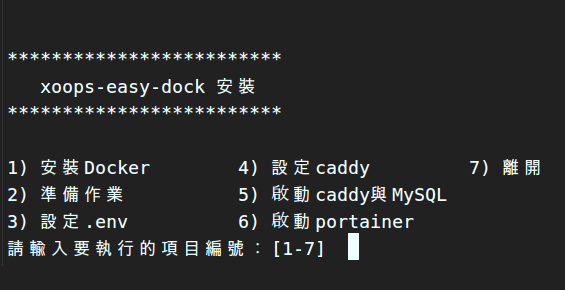 *************************
xoops-easy-dock 安裝
*************************
1) 安裝Docker 4) 設定caddy 7) 離開
2) 準備作業 5) 啟動caddy與MySQL
3) 設定.env 6) 啟動portainer
請輸入要執行的項目編號：[1-7]